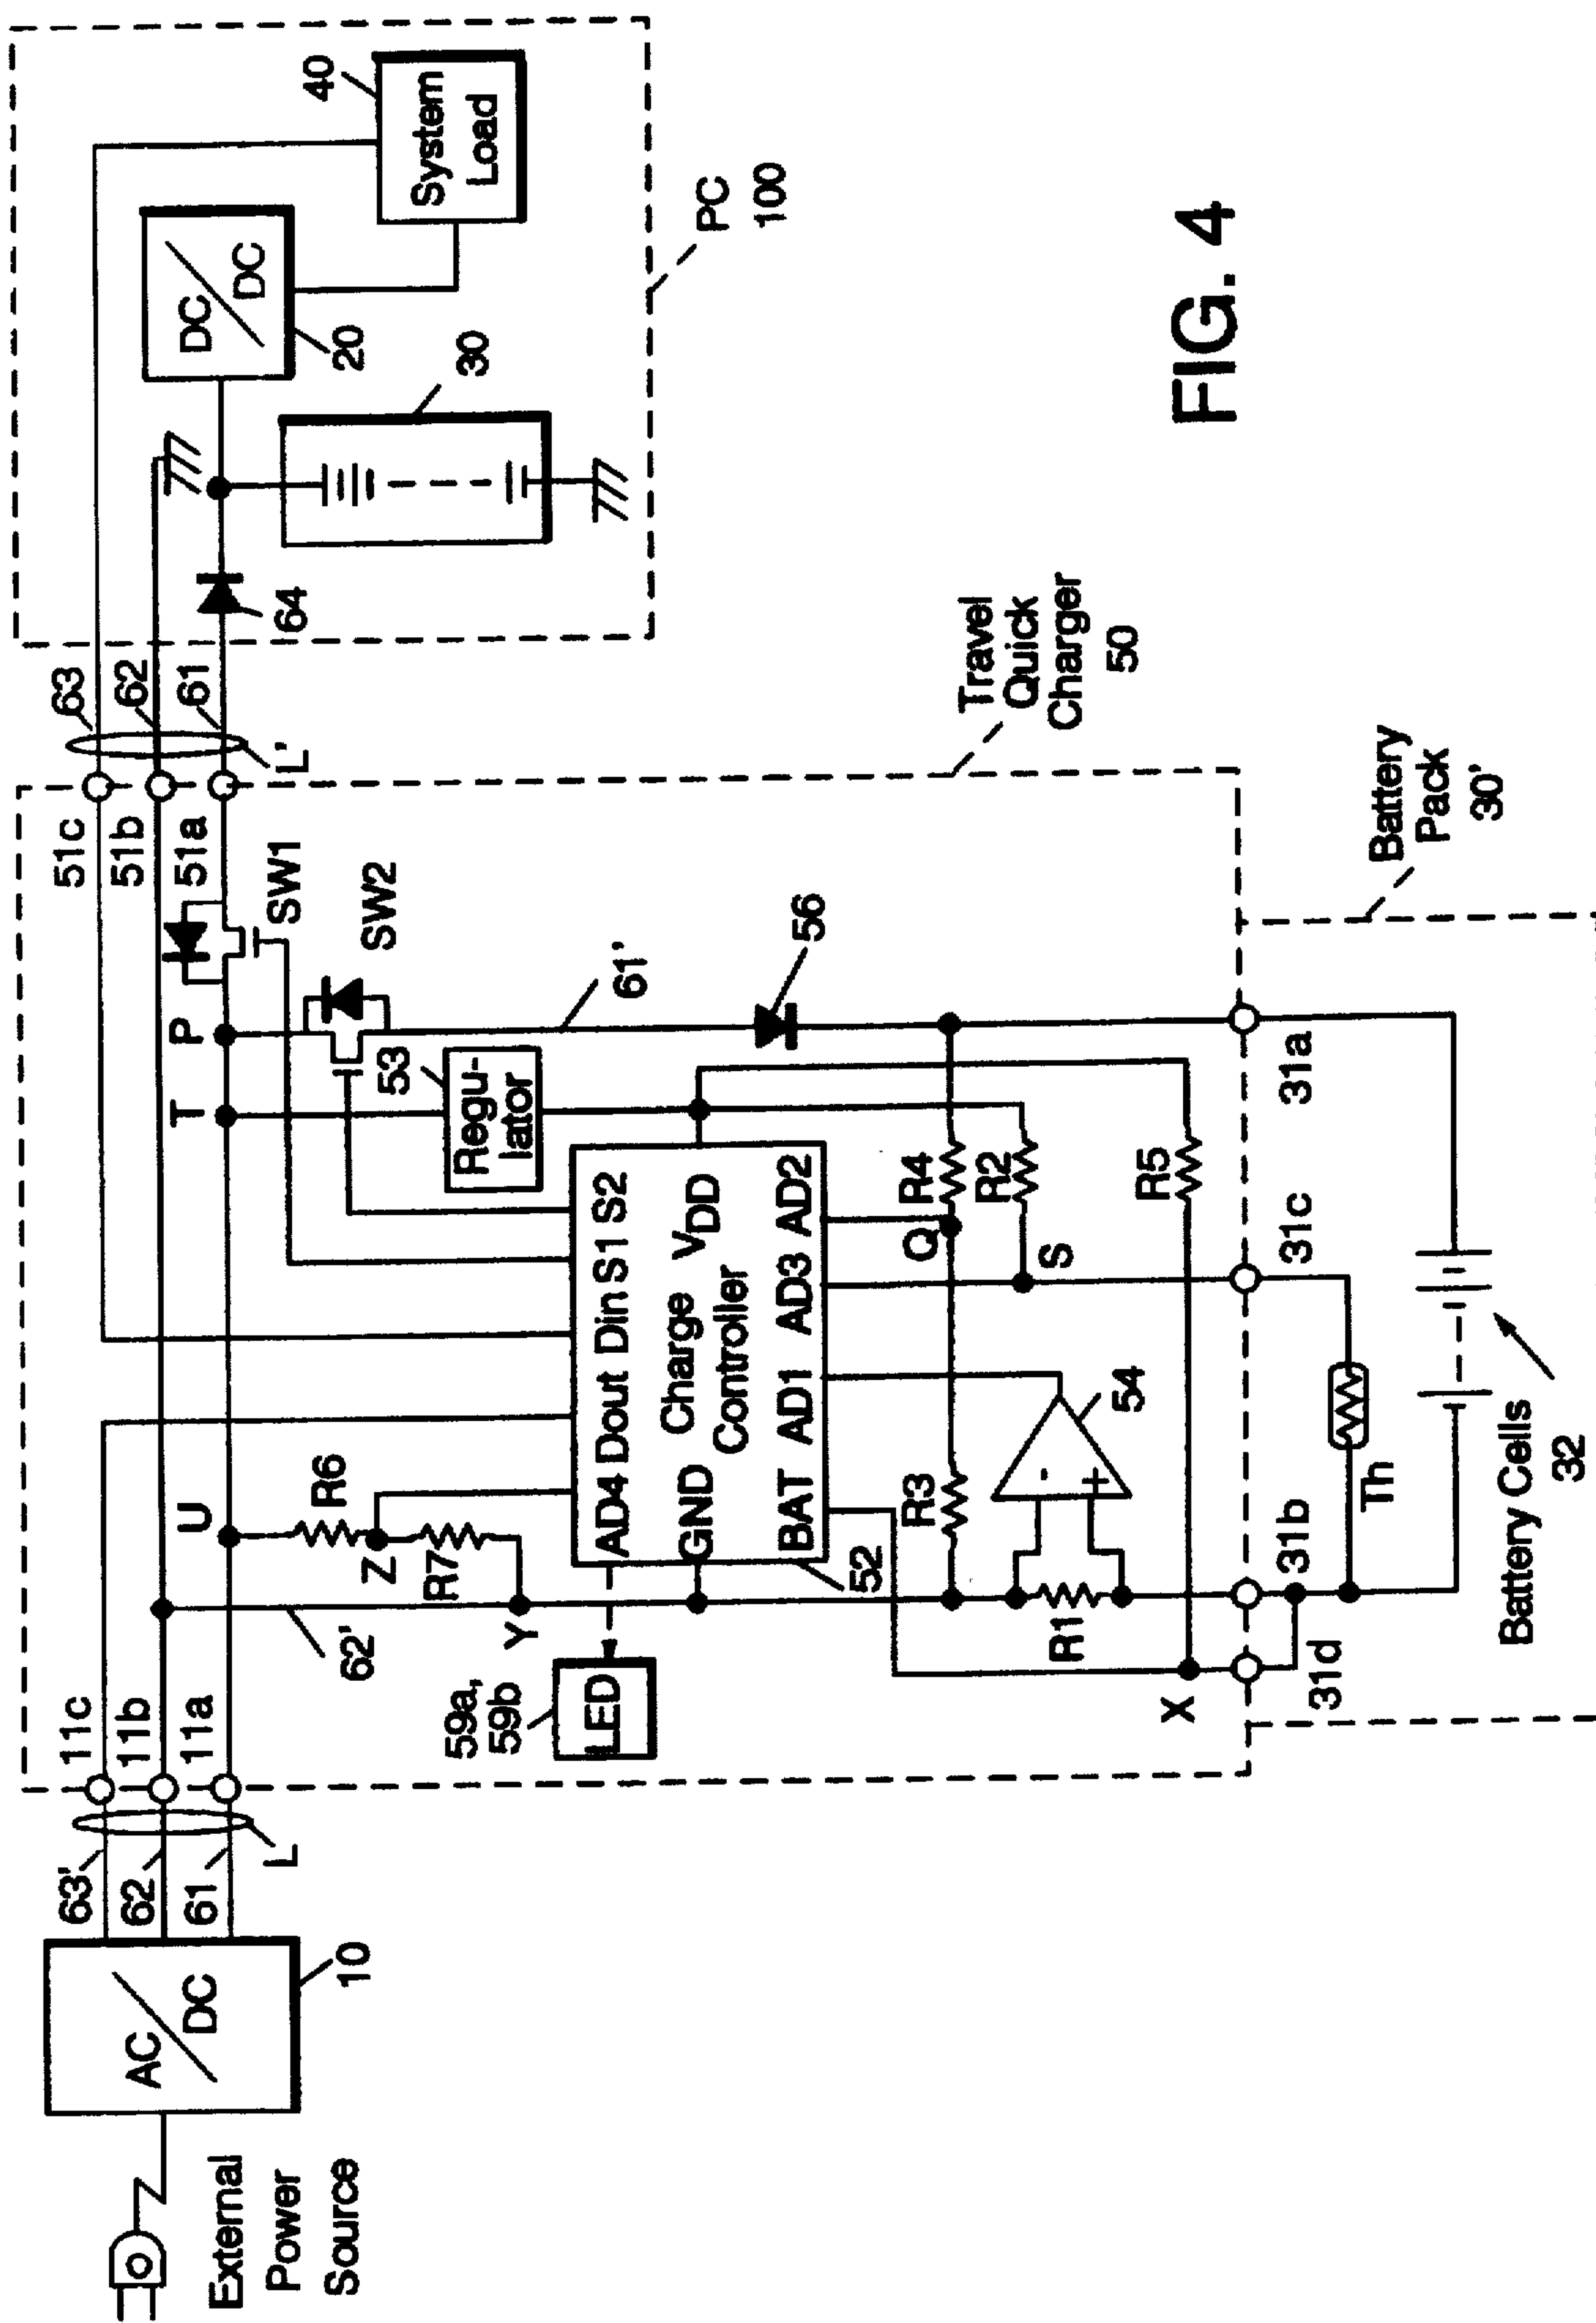 External
Power
Source
AC
DC
10
63'
62
61
L
11c
11b
11a
62'
U
R6
Z
R7
Y
59a,
59b
LED
T
P
53
Regu-
lator
SW1
SW2
51c
51b
51a
63
62
61
L'
64
DC
DC
20
30
40
System
Load
PC
100
AD4 Dout Din S1 S2
GND
Charge
Controller
VDD
BAT AD1 AD3 AD2
52
61'
56
R3
Q
R4
R2
S
R5
R1
-
+
54
X
Travel
Quick
Charger
50
31d
31b
31c
31a
Th
Battery Cells
32
Battery
Pack
30'
FIG. 4